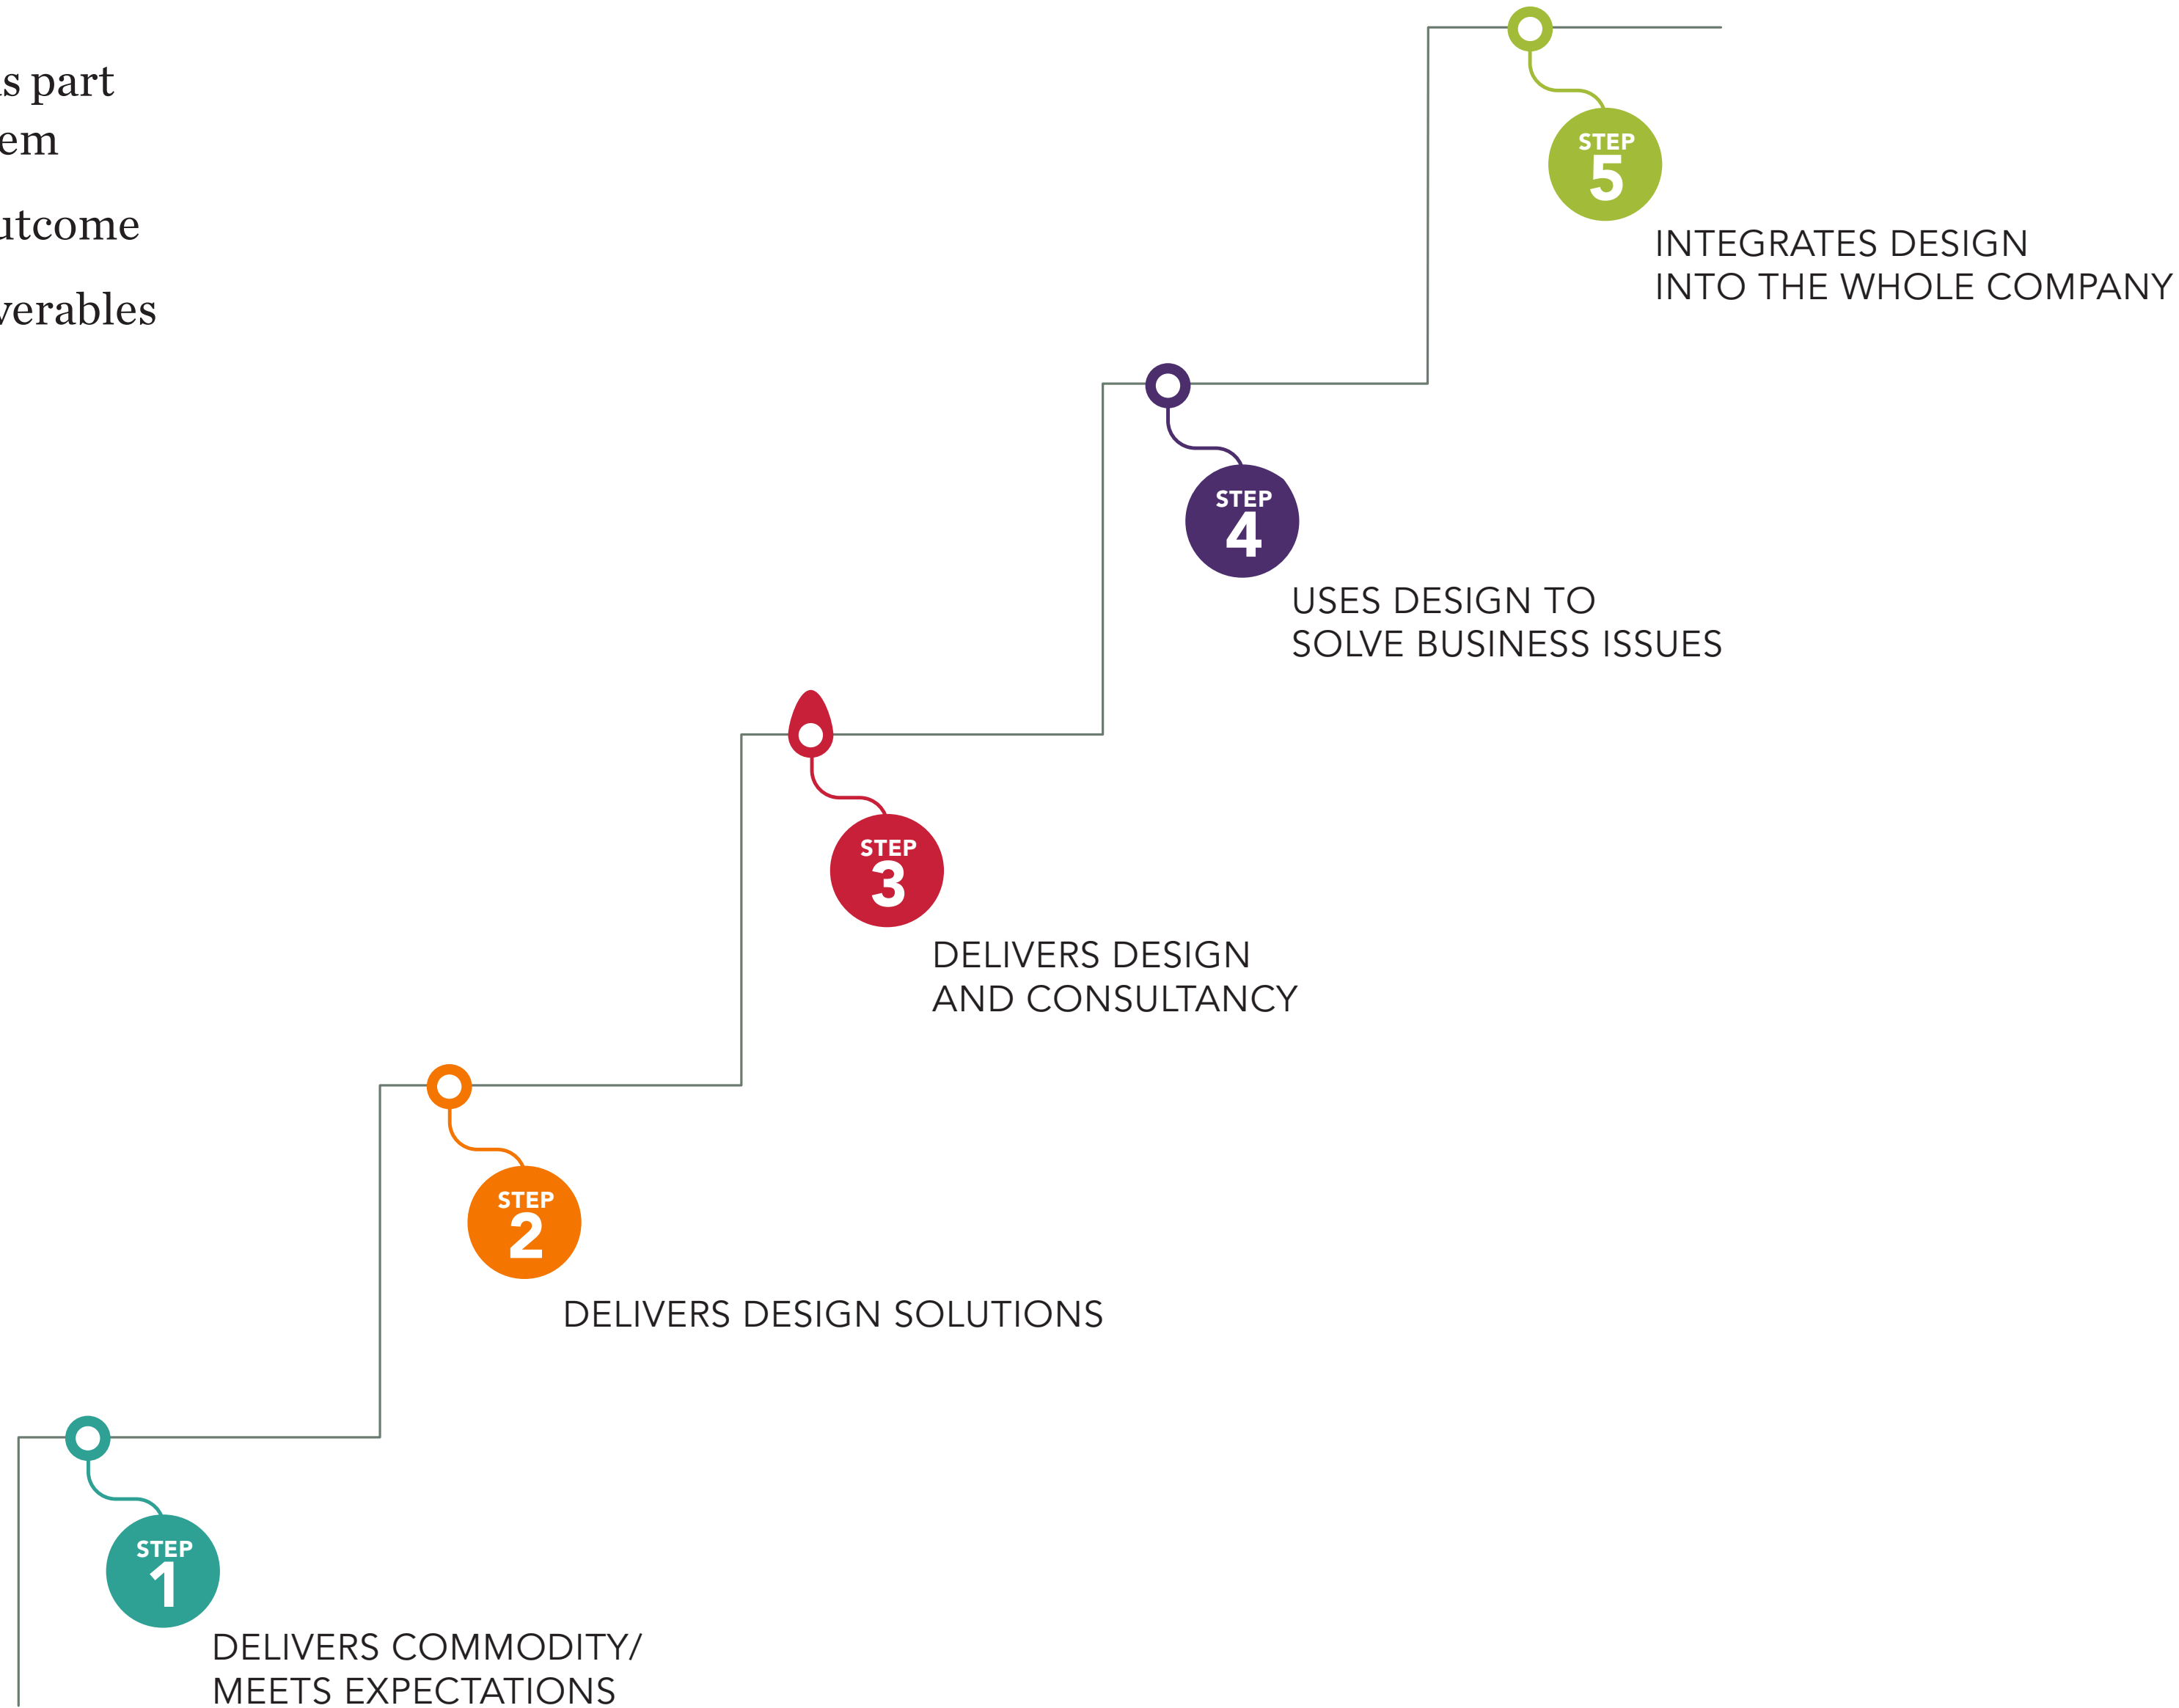 s part
em
utcome
verables
STEP
5
INTEGRATES DESIGN
INTO THE WHOLE COMPANY
STEP
4
USES DESIGN TO
SOLVE BUSINESS ISSUES
STEP
3
DELIVERS DESIGN
AND CONSULTANCY
STEP
2
DELIVERS DESIGN SOLUTIONS
STEP
1
DELIVERS COMMODITY/
MEETS EXPECTATIONS